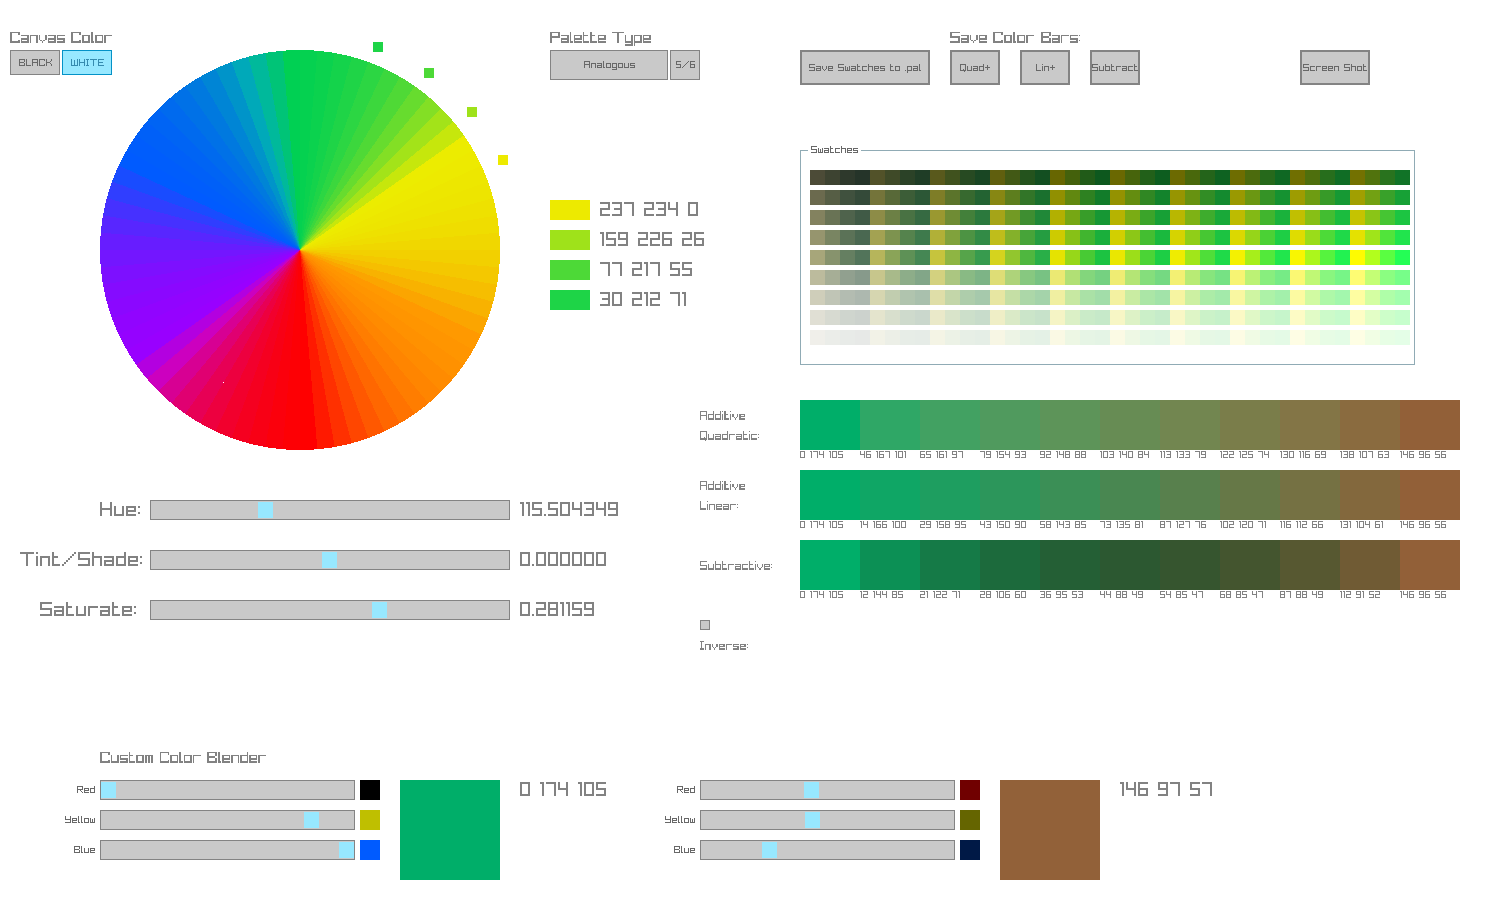 Canvas Color
BLACK WHITE
Palette Type
Analogous 5/6
Save Color Bars:
Save Swatches to .pal Quad+ Lin+ Subtract Screen Shot
Swatches
237 234 0
159 226 26
77 217 55
30 212 71
Additive
Quadratic:
0 174 105 46 167 101 65 161 97 79 154 93 92 148 88 103 140 84 113 133 79 122 125 74 130 116 69 138 107 63 146 96 56
Additive
Linear:
0 174 105 14 166 100 29 158 95 43 150 90 58 143 85 73 135 81 87 127 76 102 120 71 116 112 66 131 104 61 146 96 56
Subtractive:
0 174 105 12 144 85 21 122 71 28 106 60 36 95 53 44 88 49 54 85 47 68 85 47 87 88 49 112 91 52 146 96 56
Inverse:
Hue: 115.504349
Tint/Shade: 0.000000
Saturate: 0.281159
Custom Color Blender
Red 0 174 105
Yellow
Blue
Red 146 97 57
Yellow
Blue